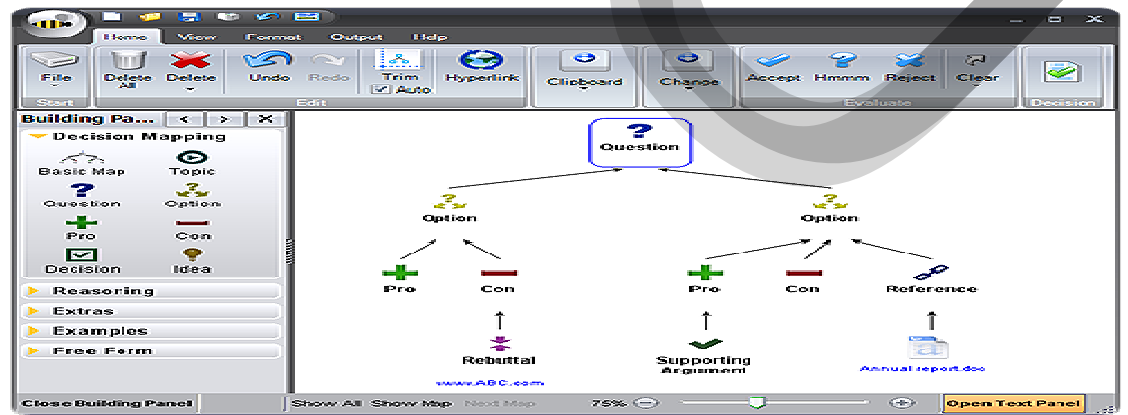 Home View Format Output Help
File Delete All Delete Undo Redo Trim Auto Hyperlink Clipboard Change Accept Hmmm Reject Clear
Start Edit Evaluate Decision
Building Pa...
Decision Mapping
Basic Map Topic
Question Option
Pro Con
Decision Idea
Reasoning
Extras
Examples
Free Form
Question
Option Option
Pro Con Pro Con Reference
Rebuttal Supporting Argument
www.ABC.com Annual report.doc
Close Building Panel Show All Show Map Next Map 75% Open Text Panel